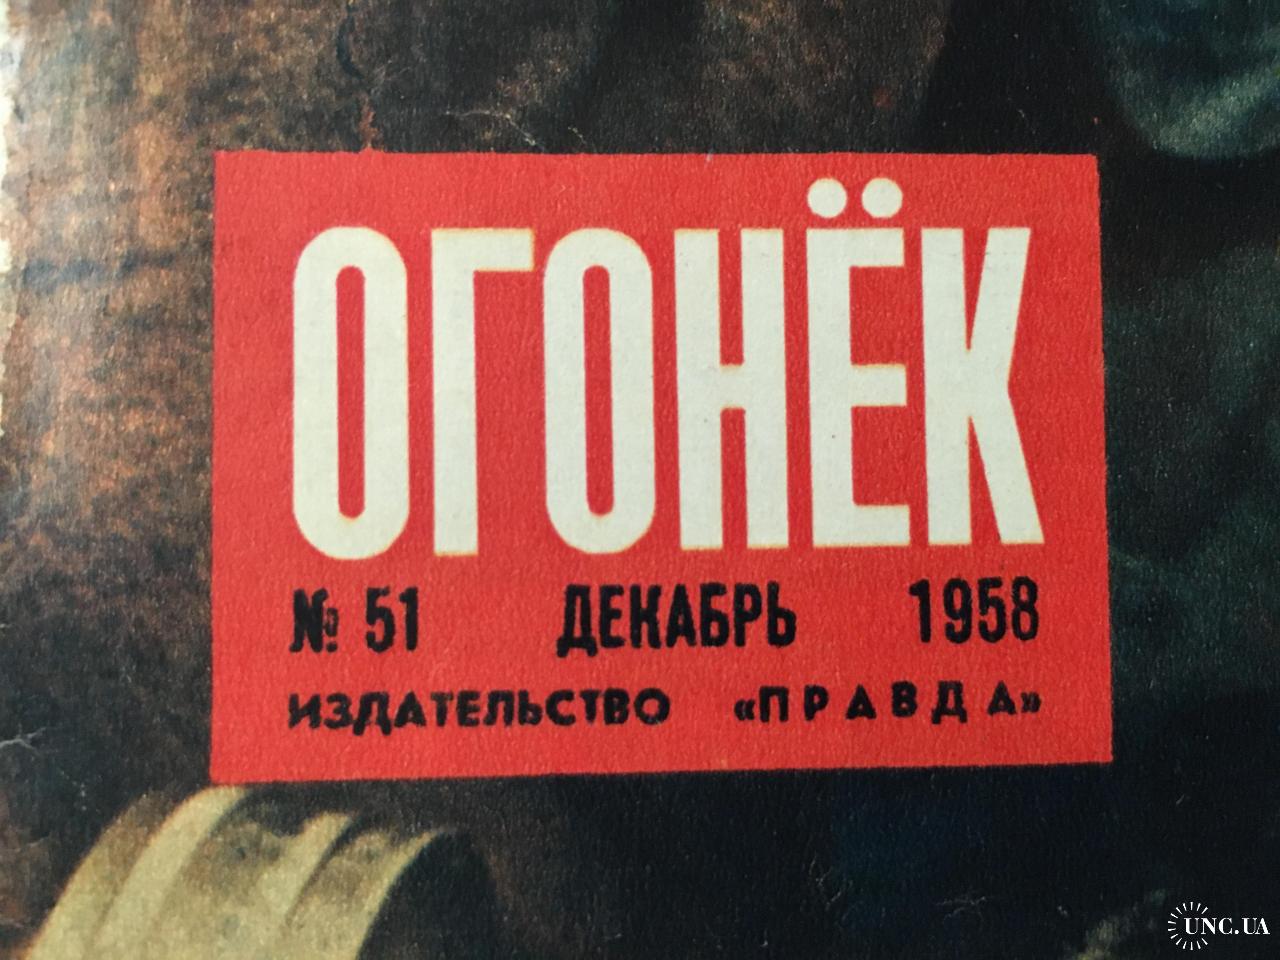 ОГОНЁК
№ 51 ДЕКАБРЬ 1958
ИЗДАТЕЛЬСТВО «ПРАВДА»
UNC.UA